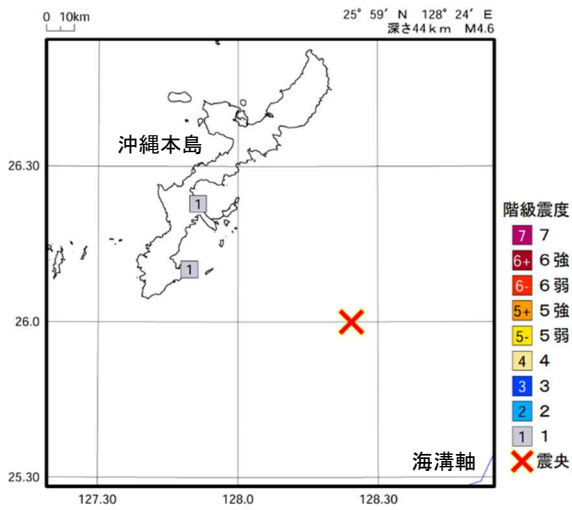 0 10km
25° 59′ N 128° 24′ E
深さ44km M4.6
沖縄本島
26.30
1
1
26.0
海溝軸
25.30
127.30 128.0 128.30
階級震度
7 7
6+ 6強
6- 6弱
5+ 5強
5- 5弱
4 4
3 3
2 2
1 1
震央